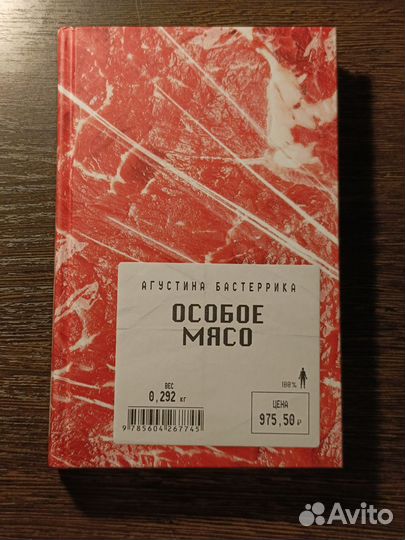 АГУСТИНА БАСТЕРРИКА
ОСОБОЕ
МЯСО
ВЕС
0,292 кг
100%
ЦЕНА
975,50₽
9 785604 267745
Avito